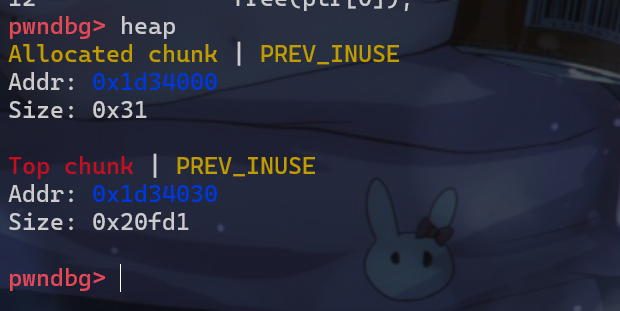 12 free(ptr[0]);
pwndbg> heap
Allocated chunk | PREV_INUSE
Addr: 0x1d34000
Size: 0x31
Top chunk | PREV_INUSE
Addr: 0x1d34030
Size: 0x20fd1
pwndbg>